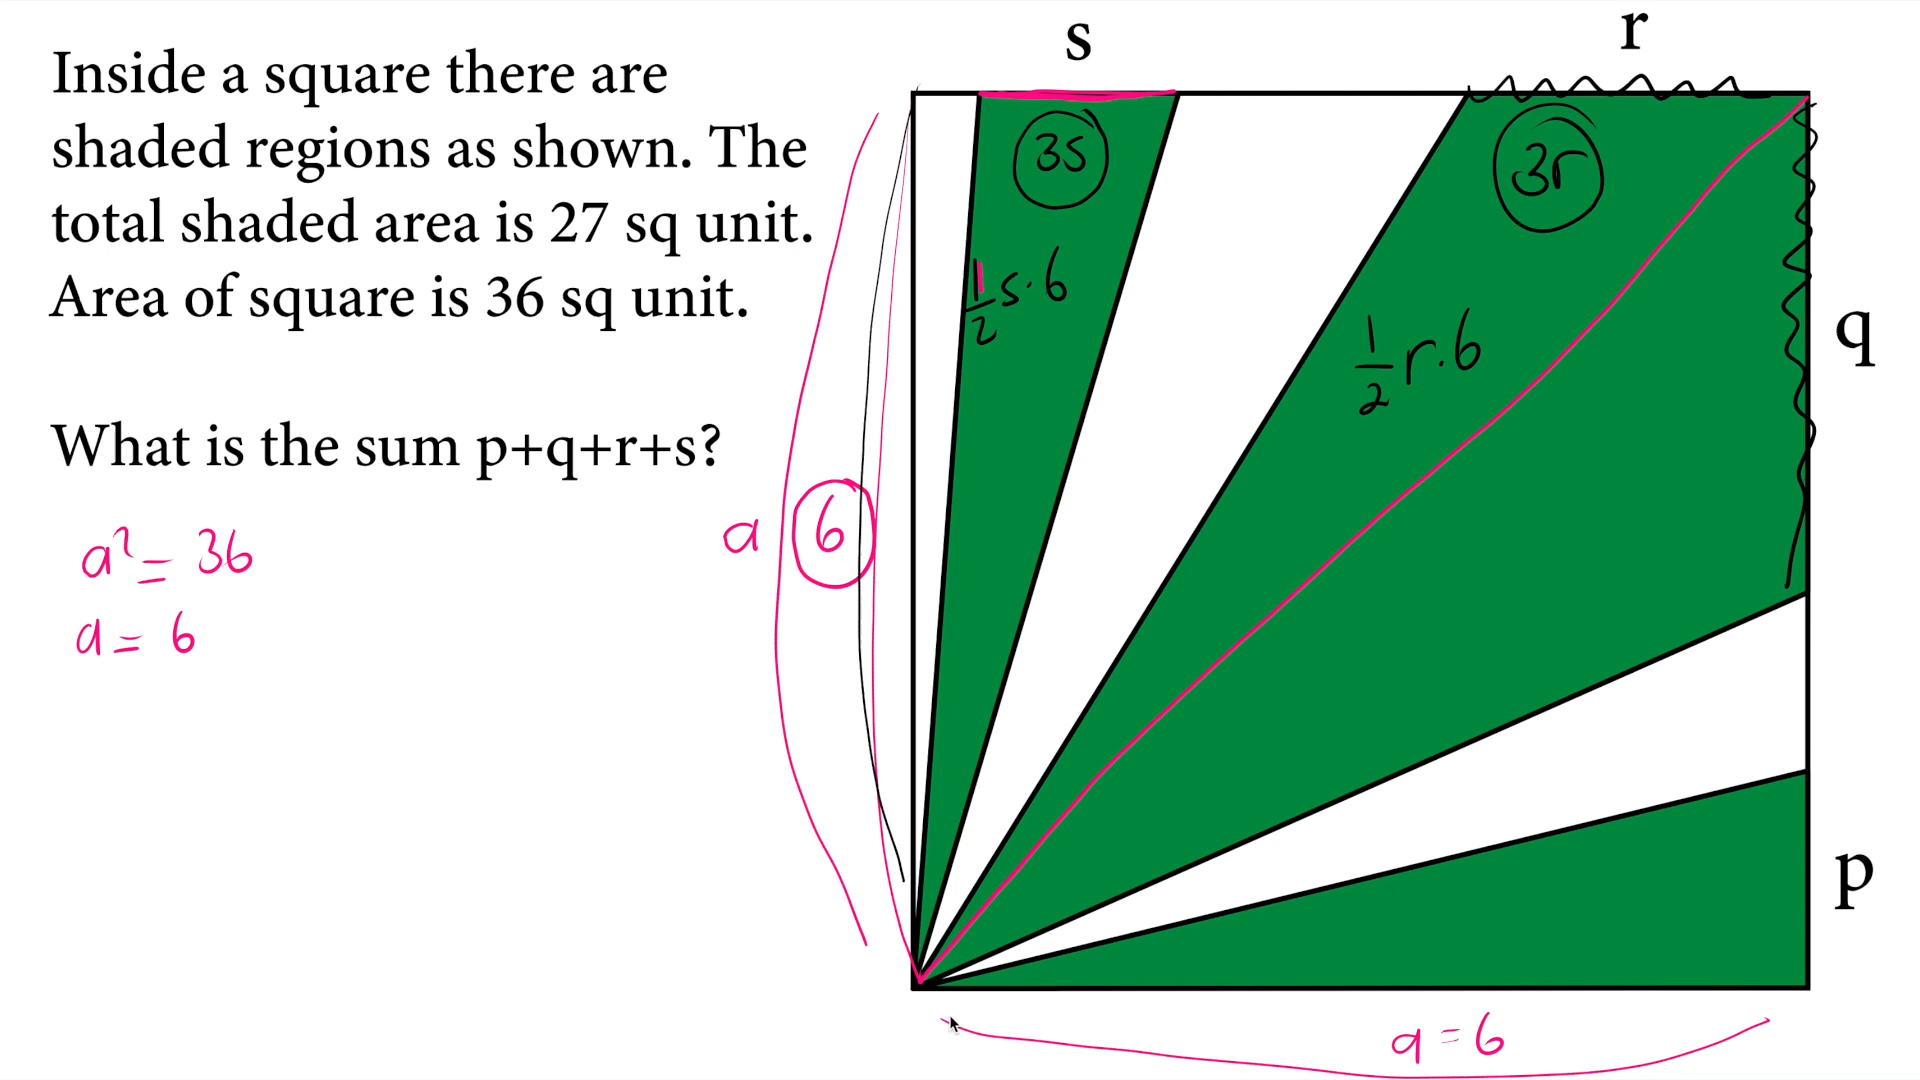 Inside a square there are
shaded regions as shown. The
total shaded area is 27 sq unit.
Area of square is 36 sq unit.
What is the sum p+q+r+s?
a² = 36
a = 6
a 6
s
r
3s
3r
1/2 s·6
1/2 r·6
q
p
a = 6